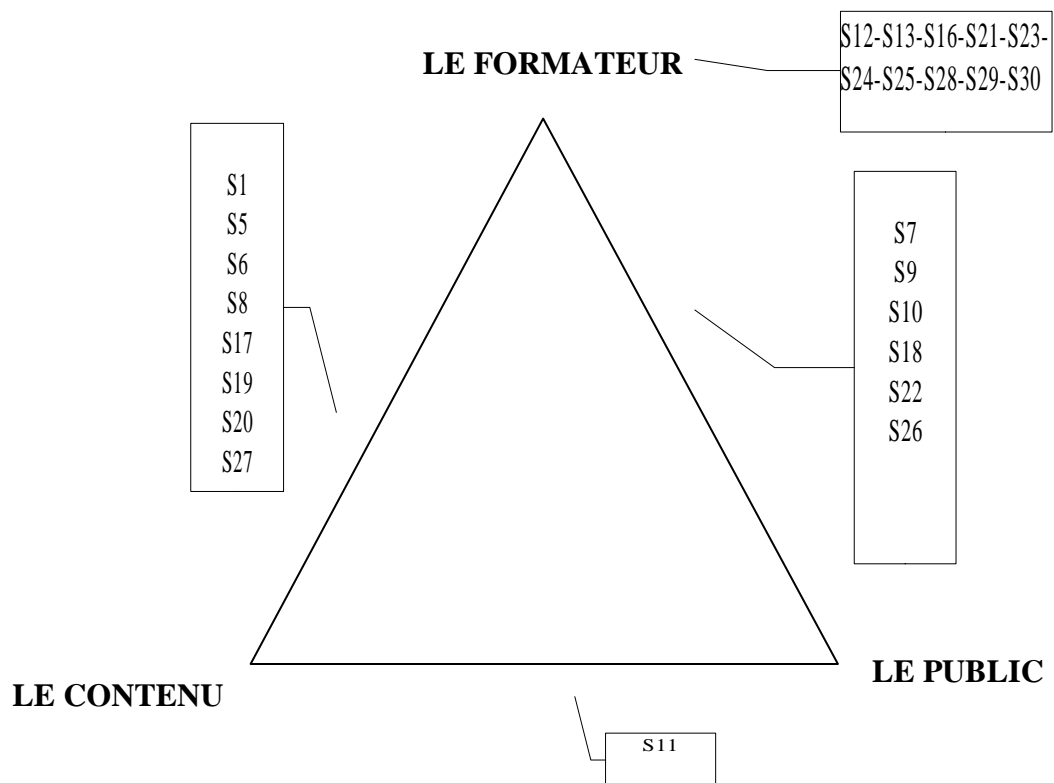 S12-S13-S16-S21-S23-
S24-S25-S28-S29-S30
LE FORMATEUR
S1
S5
S6
S8
S17
S19
S20
S27
S7
S9
S10
S18
S22
S26
LE CONTENU
LE PUBLIC
S11